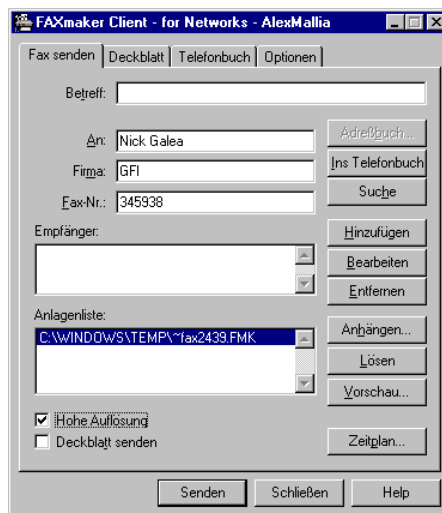 FAXmaker Client - for Networks - AlexMallia
Fax senden Deckblatt Telefonbuch Optionen
Betreff:
Adreßbuch...
An: Nick Galea
Ins Telefonbuch
Firma: GFI
Suche
Fax-Nr.: 345938
Empfänger:
Hinzufügen
Bearbeiten
Entfernen
Anlagenliste:
C:\WINDOWS\TEMP\~fax2439.FMK
Anhängen...
Lösen
Vorschau...
Hohe Auflösung
Deckblatt senden
Zeitplan...
Senden Schließen Help